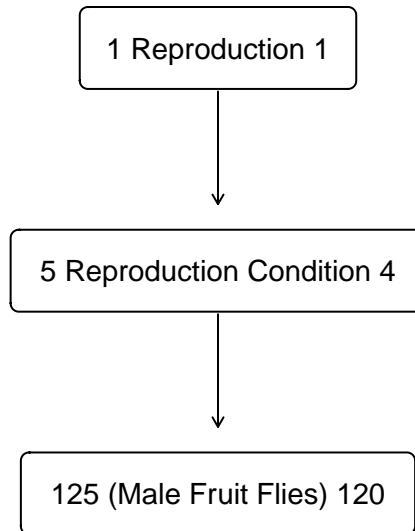 1 Reproduction 1
5 Reproduction Condition 4
125 (Male Fruit Flies) 120